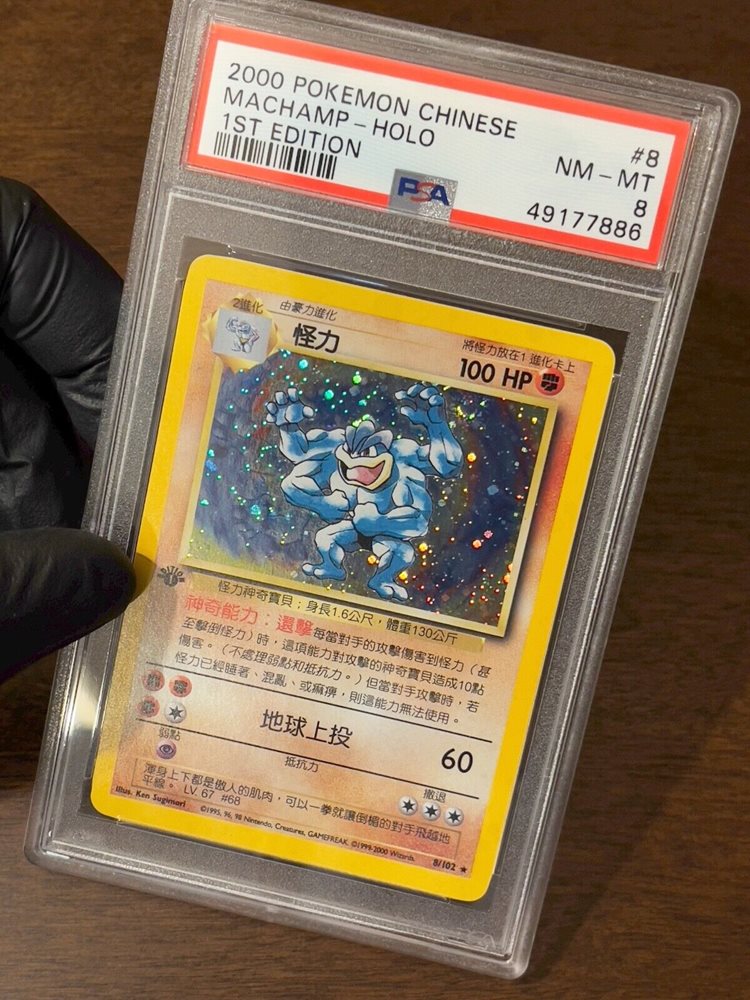 2000 POKEMON CHINESE #8
MACHAMP - HOLO NM - MT
1ST EDITION 8
PSA 49177886
2進化
由豪力進化
將怪力放在1 進化卡上
怪力
100 HP
怪力神奇寶貝；身長1.6公尺，體重130公斤
神奇能力：還擊 每當對手的攻擊傷害到怪力（甚
至擊倒怪力）時，這項能力對攻擊的神奇寶貝造成10點
傷害。（不處理弱點和抵抗力。）但當對手攻擊時，若
怪力已經睡著、混亂、或麻痹，則這能力無法使用。
地球上投 60
弱點
抵抗力
撤退
渾身上下都是傲人的肌肉，可以一拳就讓倒楣的對手飛越地
平線。 LV. 67 #68
Illus. Ken Sugimori
©1995, 96, 98 Nintendo, Creatures, GAMEFREAK. ©1999-2000 Wizards.
8/102 ★